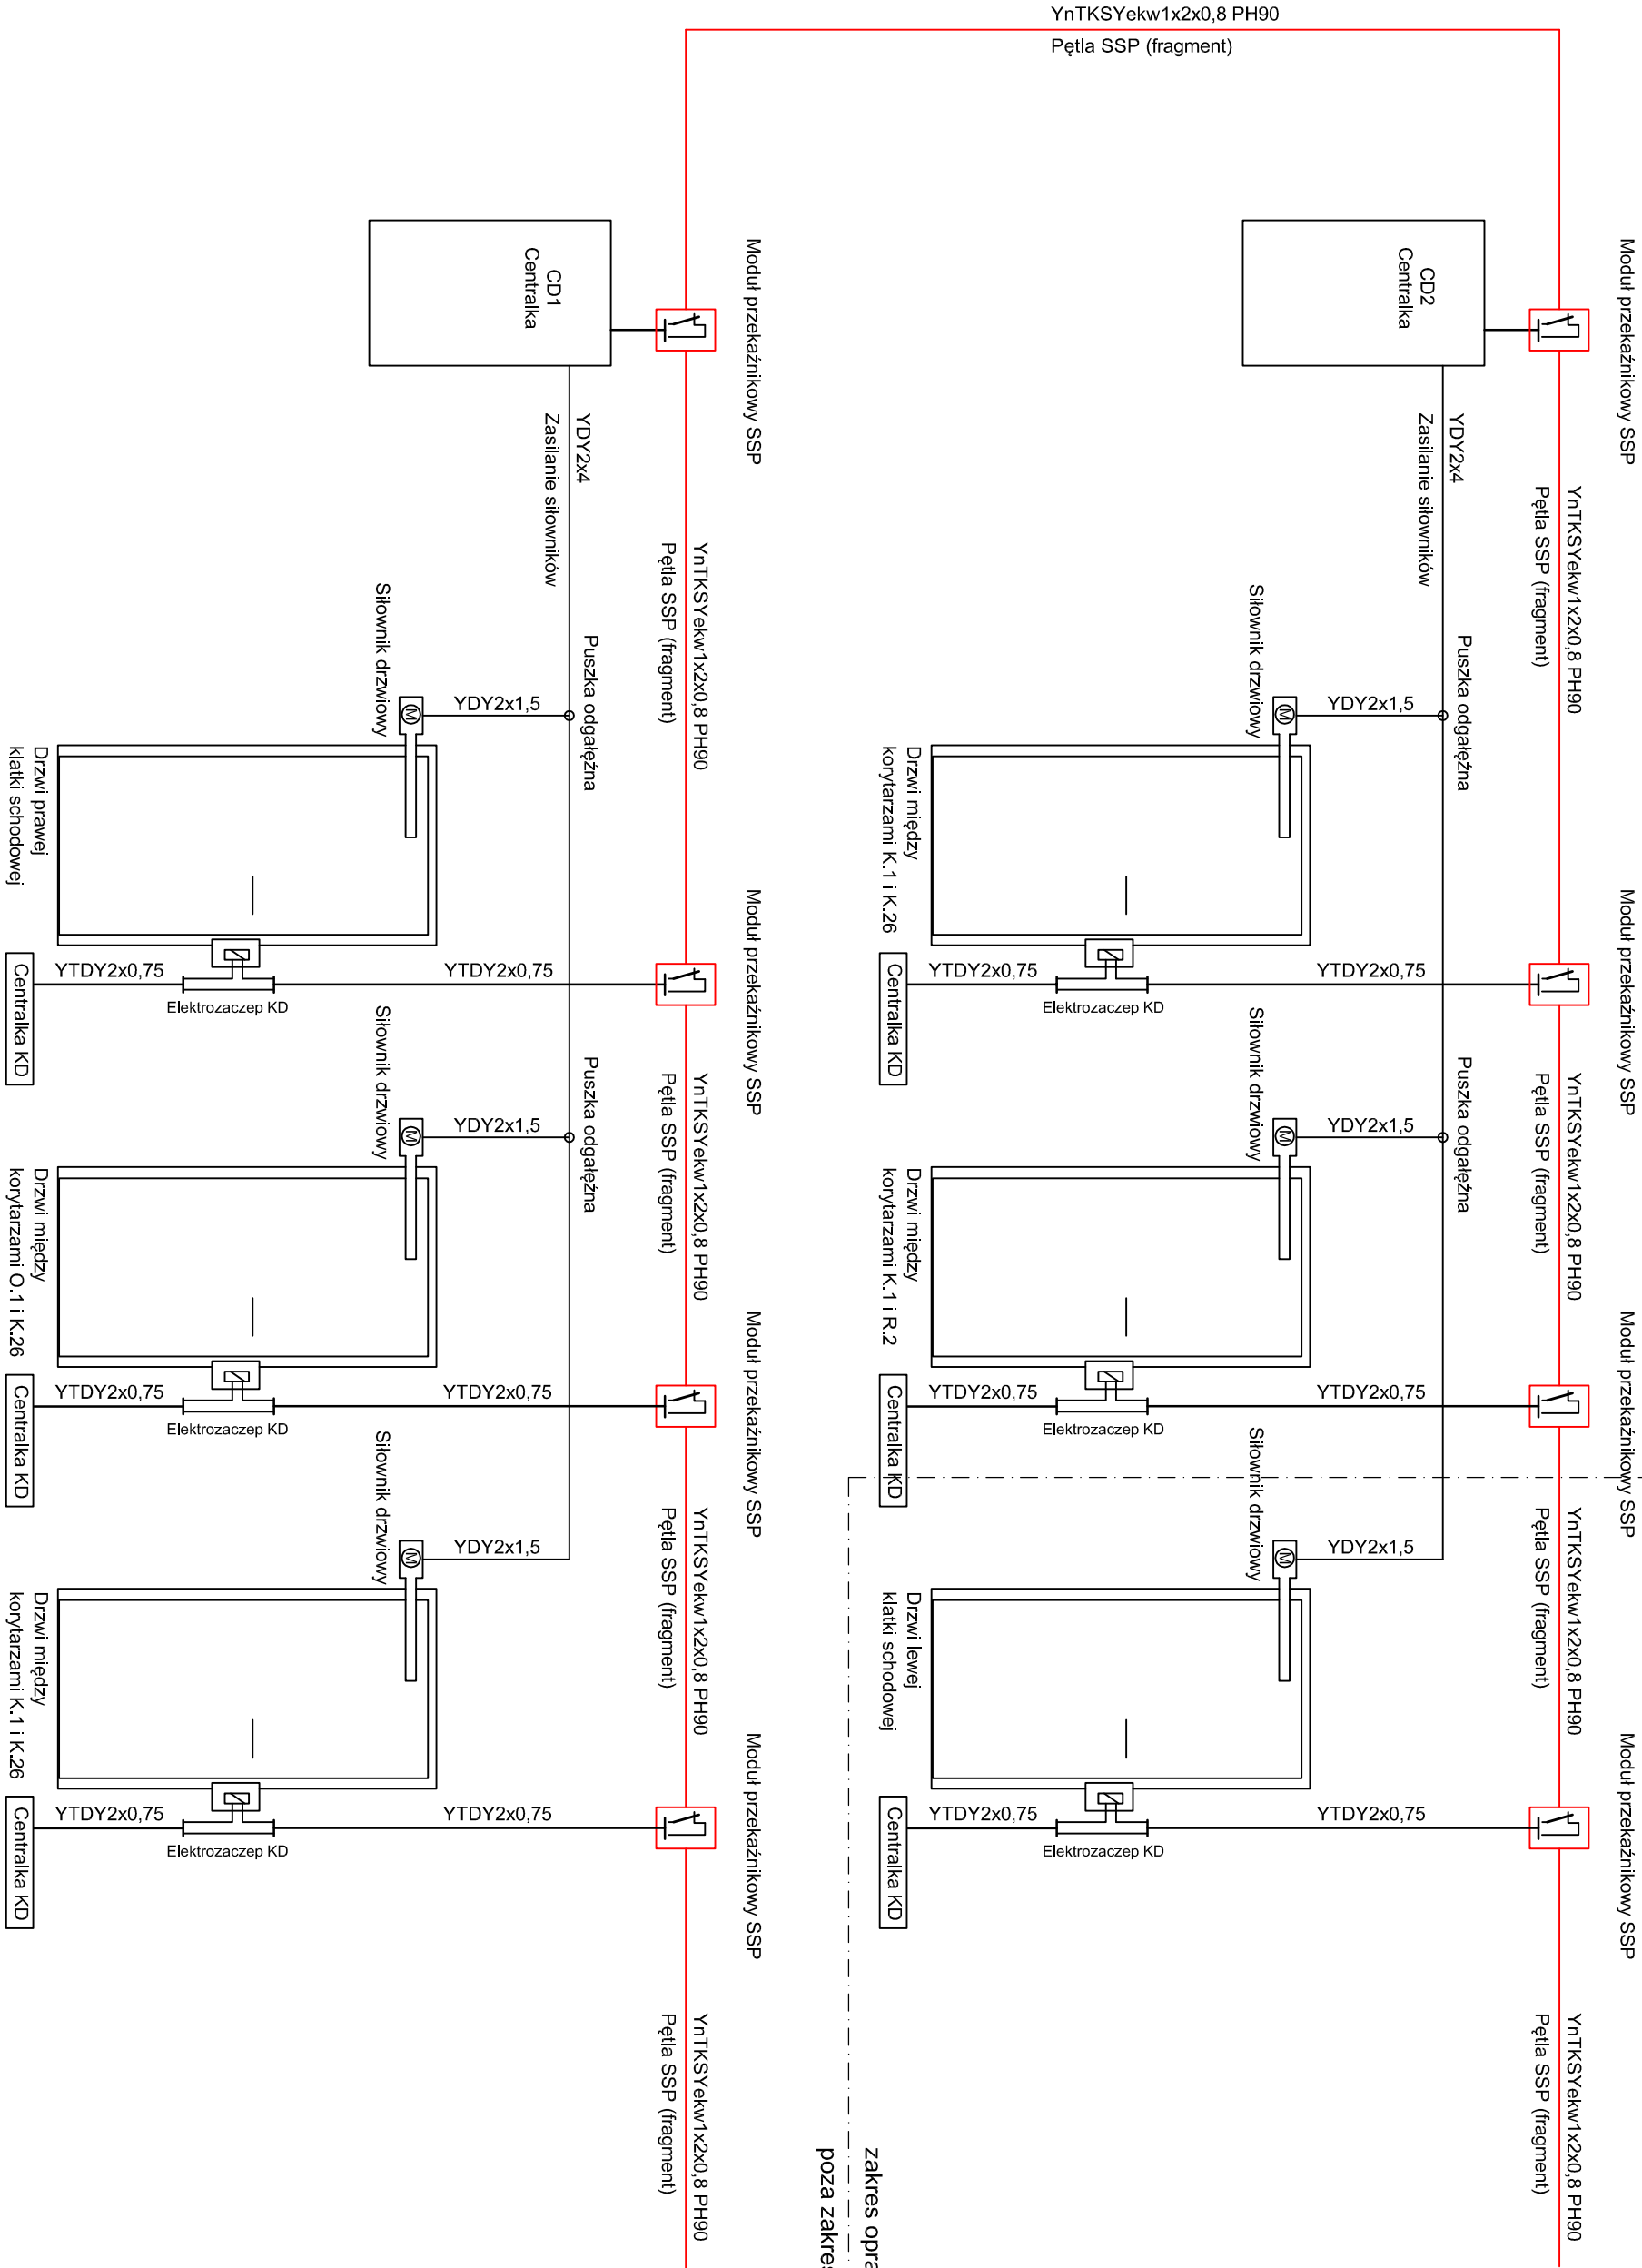 YnTKSYekw1x2x0,8 PH90
Pętla SSP (fragment)
Moduł przekaźnikowy SSP
CD2
Centralka
YDY2x4
Zasilanie siłowników
YnTKSYekw1x2x0,8 PH90
Pętla SSP (fragment)
Puszka odgałęźna
Siłownik drzwiowy
YDY2x1,5
Drzwi między
korytarzami K.1 i K.26
Moduł przekaźnikowy SSP
YTDY2x0,75
YTDY2x0,75
Elektrozaczep KD
Centralka KD
YnTKSYekw1x2x0,8 PH90
Pętla SSP (fragment)
Puszka odgałęźna
Siłownik drzwiowy
YDY2x1,5
Drzwi między
korytarzami K.1 i R.2
Moduł przekaźnikowy SSP
YTDY2x0,75
YTDY2x0,75
Elektrozaczep KD
Centralka KD
YnTKSYekw1x2x0,8 PH90
Pętla SSP (fragment)
Siłownik drzwiowy
YDY2x1,5
Drzwi lewej
klatki schodowej
Moduł przekaźnikowy SSP
YTDY2x0,75
YTDY2x0,75
Elektrozaczep KD
Centralka KD
YnTKSYekw1x2x0,8 PH90
Pętla SSP (fragment)
zakres opra
poza zakres
Moduł przekaźnikowy SSP
CD1
Centralka
YDY2x4
Zasilanie siłowników
YnTKSYekw1x2x0,8 PH90
Pętla SSP (fragment)
Puszka odgałęźna
Siłownik drzwiowy
YDY2x1,5
Drzwi prawej
klatki schodowej
Moduł przekaźnikowy SSP
YTDY2x0,75
YTDY2x0,75
Elektrozaczep KD
Centralka KD
YnTKSYekw1x2x0,8 PH90
Pętla SSP (fragment)
Puszka odgałęźna
Siłownik drzwiowy
YDY2x1,5
Drzwi między
korytarzami O.1 i K.26
Moduł przekaźnikowy SSP
YTDY2x0,75
YTDY2x0,75
Elektrozaczep KD
Centralka KD
YnTKSYekw1x2x0,8 PH90
Pętla SSP (fragment)
Siłownik drzwiowy
YDY2x1,5
Drzwi między
korytarzami K.1 i K.26
Moduł przekaźnikowy SSP
YTDY2x0,75
YTDY2x0,75
Elektrozaczep KD
Centralka KD
YnTKSYekw1x2x0,8 PH90
Pętla SSP (fragment)
M
M
M
M
M
M